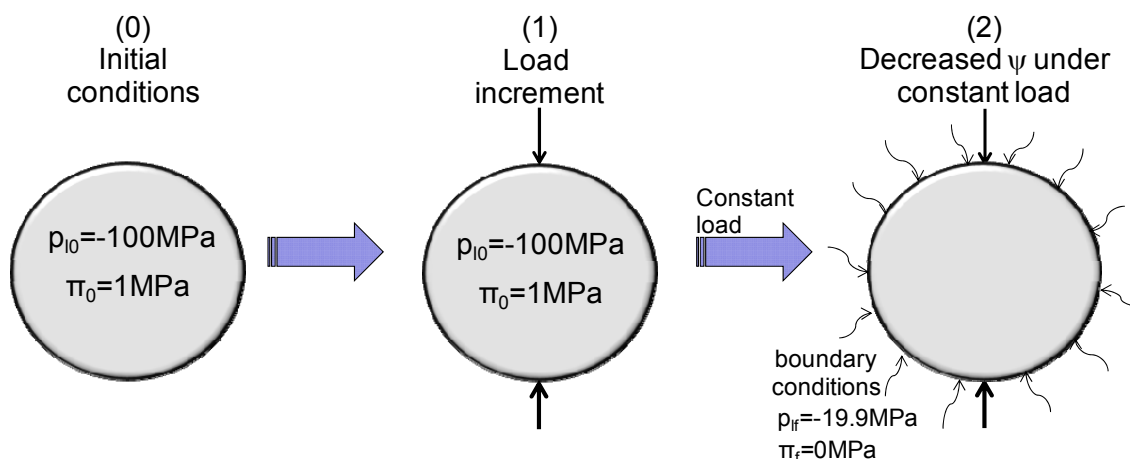 (0)
Initial
conditions
(1)
Load
increment
(2)
Decreased ψ under
constant load
p_l0=-100MPa
π_0=1MPa
p_l0=-100MPa
π_0=1MPa
Constant
load
boundary
conditions
p_lf=-19.9MPa
π_f=0MPa